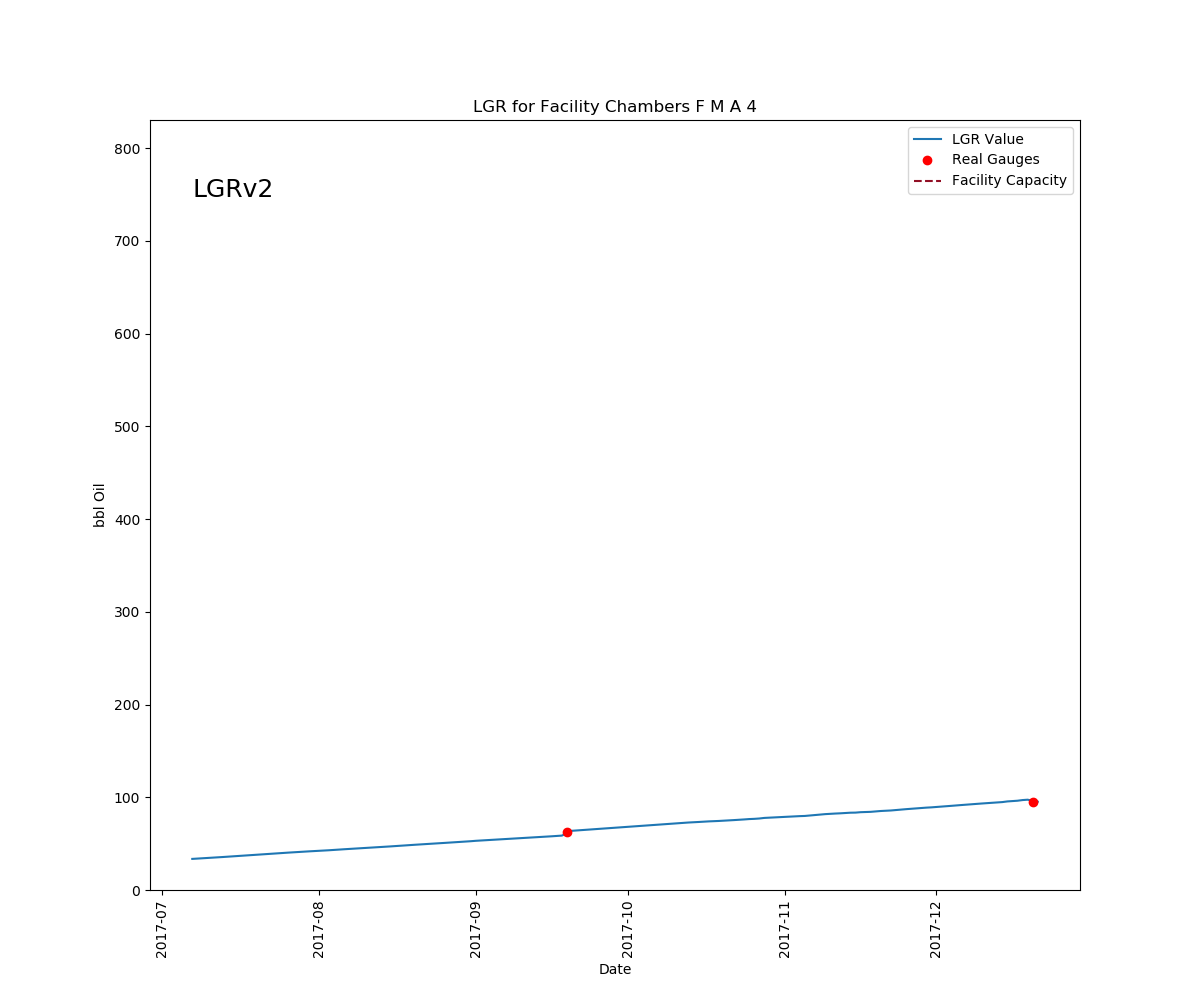 LGR for Facility Chambers F M A 4
LGR Value
Real Gauges
Facility Capacity
LGRv2
800
700
600
500
400
300
200
100
0
bbl Oil
2017-07
2017-08
2017-09
2017-10
2017-11
2017-12
Date